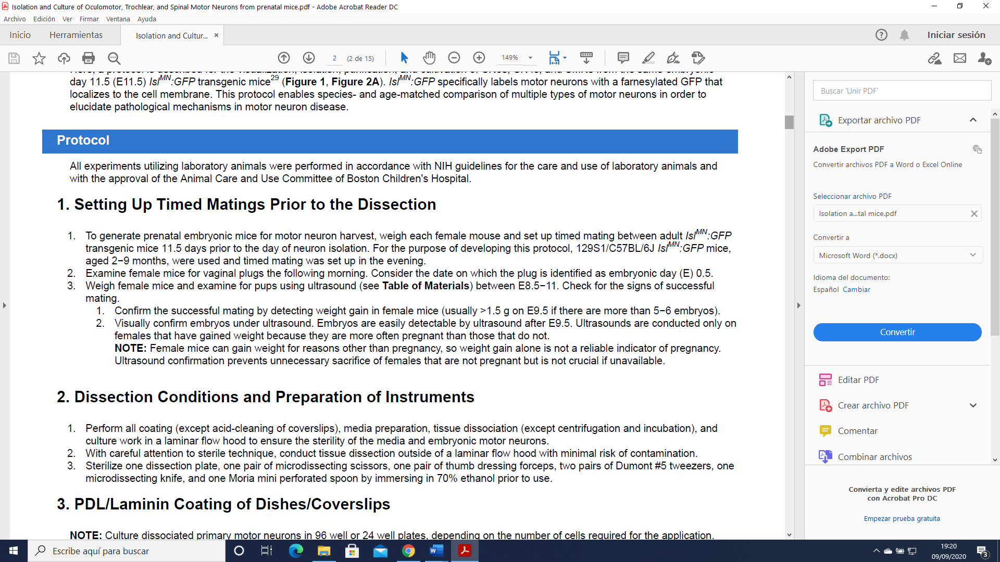 Isolation and Culture of Oculomotor, Trochlear, and Spinal Motor Neurons from prenatal mice.pdf - Adobe Acrobat Reader DC
Archivo Edición Ver Firmar Ventana Ayuda
Inicio Herramientas Isolation and Cultur... × Iniciar sesión
2 (2 de 15) 149%
day 11.5 (E11.5) Isl^MN:GFP transgenic mice^29 (Figure 1, Figure 2A). Isl^MN:GFP specifically labels motor neurons with a farnesylated GFP that
localizes to the cell membrane. This protocol enables species- and age-matched comparison of multiple types of motor neurons in order to
elucidate pathological mechanisms in motor neuron disease.
Protocol
All experiments utilizing laboratory animals were performed in accordance with NIH guidelines for the care and use of laboratory animals and
with the approval of the Animal Care and Use Committee of Boston Children's Hospital.
1. Setting Up Timed Matings Prior to the Dissection
1. To generate prenatal embryonic mice for motor neuron harvest, weigh each female mouse and set up timed mating between adult Isl^MN:GFP
transgenic mice 11.5 days prior to the day of neuron isolation. For the purpose of developing this protocol, 129S1/C57BL/6J Isl^MN:GFP mice,
aged 2−9 months, were used and timed mating was set up in the evening.
2. Examine female mice for vaginal plugs the following morning. Consider the date on which the plug is identified as embryonic day (E) 0.5.
3. Weigh female mice and examine for pups using ultrasound (see Table of Materials) between E8.5−11. Check for the signs of successful
mating.
1. Confirm the successful mating by detecting weight gain in female mice (usually >1.5 g on E9.5 if there are more than 5−6 embryos).
2. Visually confirm embryos under ultrasound. Embryos are easily detectable by ultrasound after E9.5. Ultrasounds are conducted only on
females that have gained weight because they are more often pregnant than those that do not.
NOTE: Female mice can gain weight for reasons other than pregnancy, so weight gain alone is not a reliable indicator of pregnancy.
Ultrasound confirmation prevents unnecessary sacrifice of females that are not pregnant but is not crucial if unavailable.
2. Dissection Conditions and Preparation of Instruments
1. Perform all coating (except acid-cleaning of coverslips), media preparation, tissue dissociation (except centrifugation and incubation), and
culture work in a laminar flow hood to ensure the sterility of the media and embryonic motor neurons.
2. With careful attention to sterile technique, conduct tissue dissection outside of a laminar flow hood with minimal risk of contamination.
3. Sterilize one dissection plate, one pair of microdissecting scissors, one pair of thumb dressing forceps, two pairs of Dumont #5 tweezers, one
microdissecting knife, and one Moria mini perforated spoon by immersing in 70% ethanol prior to use.
3. PDL/Laminin Coating of Dishes/Coverslips
NOTE: Culture dissociated primary motor neurons in 96 well or 24 well plates, depending on the number of cells required for the application.
Buscar 'Unir PDF'
Exportar archivo PDF
Adobe Export PDF
Convertir archivos PDF a Word o Excel Online
Seleccionar archivo PDF
Isolation a...tal mice.pdf
Convertir a
Microsoft Word (*.docx)
Idioma del documento:
Español Cambiar
Convertir
Editar PDF
Crear archivo PDF
Comentar
Combinar archivos
Convierta y edite archivos PDF
con Acrobat Pro DC
Empezar prueba gratuita
Escribe aquí para buscar
19:20
09/09/2020
3